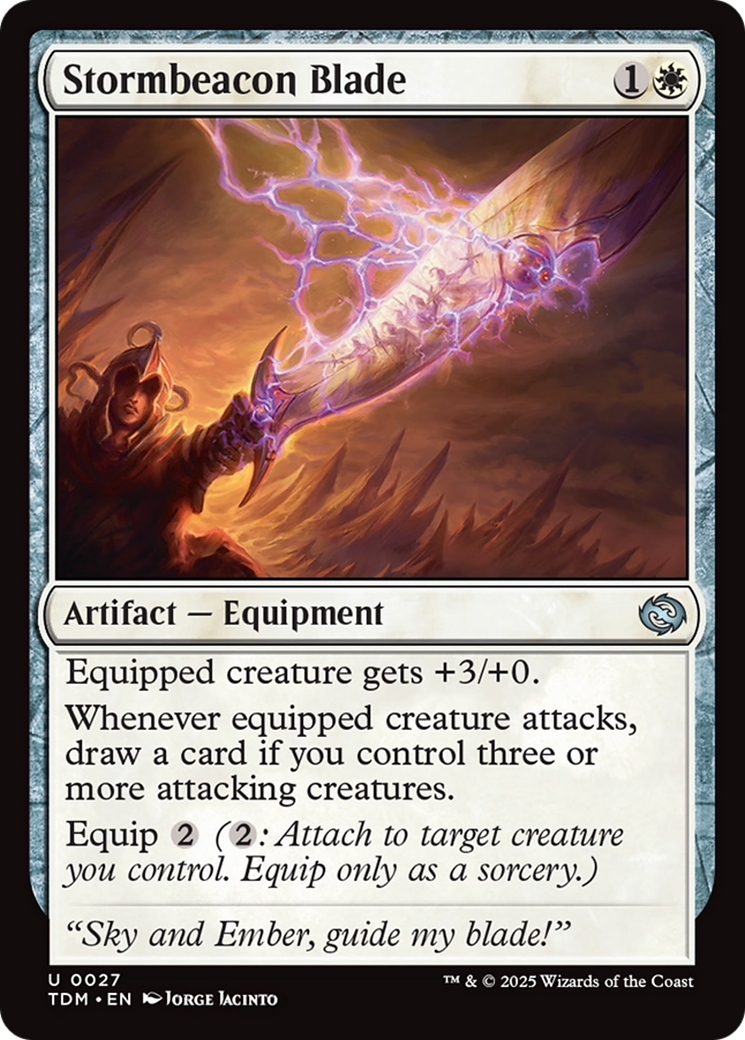 Stormbeacon Blade 1
Artifact — Equipment
Equipped creature gets +3/+0.
Whenever equipped creature attacks,
draw a card if you control three or
more attacking creatures.
Equip 2 (2: Attach to target creature
you control. Equip only as a sorcery.)
“Sky and Ember, guide my blade!”
U 0027
TDM • EN Jorge Jacinto
™ & © 2025 Wizards of the Coast